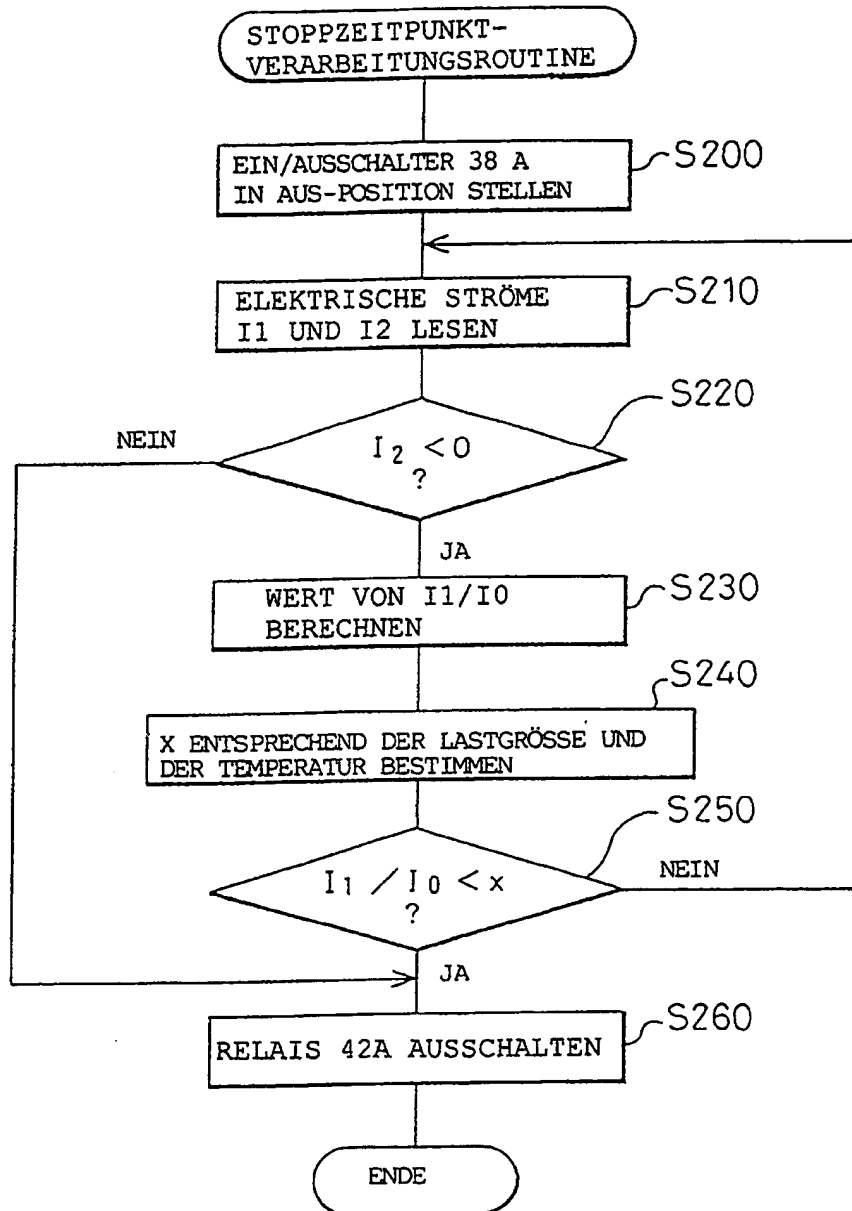 STOPPZEITPUNKT-
VERARBEITUNGSROUTINE
EIN/AUSSCHALTER 38 A
IN AUS-POSITION STELLEN
S200
ELEKTRISCHE STRÖME
I1 UND I2 LESEN
S210
S220
NEIN
I2 < 0
?
JA
WERT VON I1/I0
BERECHNEN
S230
S240
X ENTSPRECHEND DER LASTGRÖSSE UND
DER TEMPERATUR BESTIMMEN
S250
I1 / I0 < x
?
NEIN
JA
RELAIS 42A AUSSCHALTEN
S260
ENDE